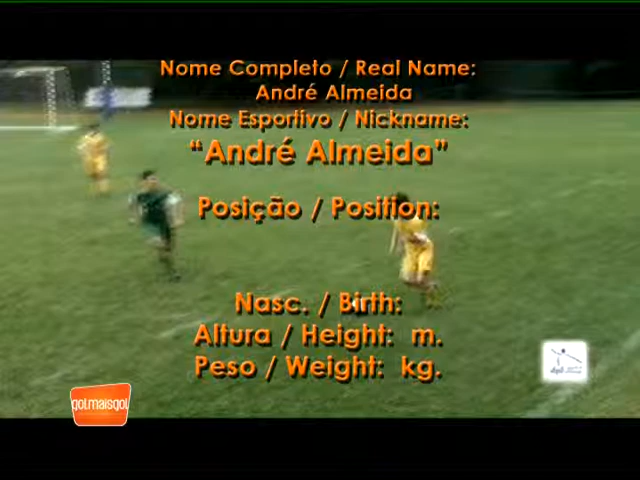 Nome Completo / Real Name:
André Almeida
Nome Esportivo / Nickname:
“André Almeida”
Posição / Position:
Nasc. / Birth:
Altura / Height: m.
Peso / Weight: kg.
golmaisgol